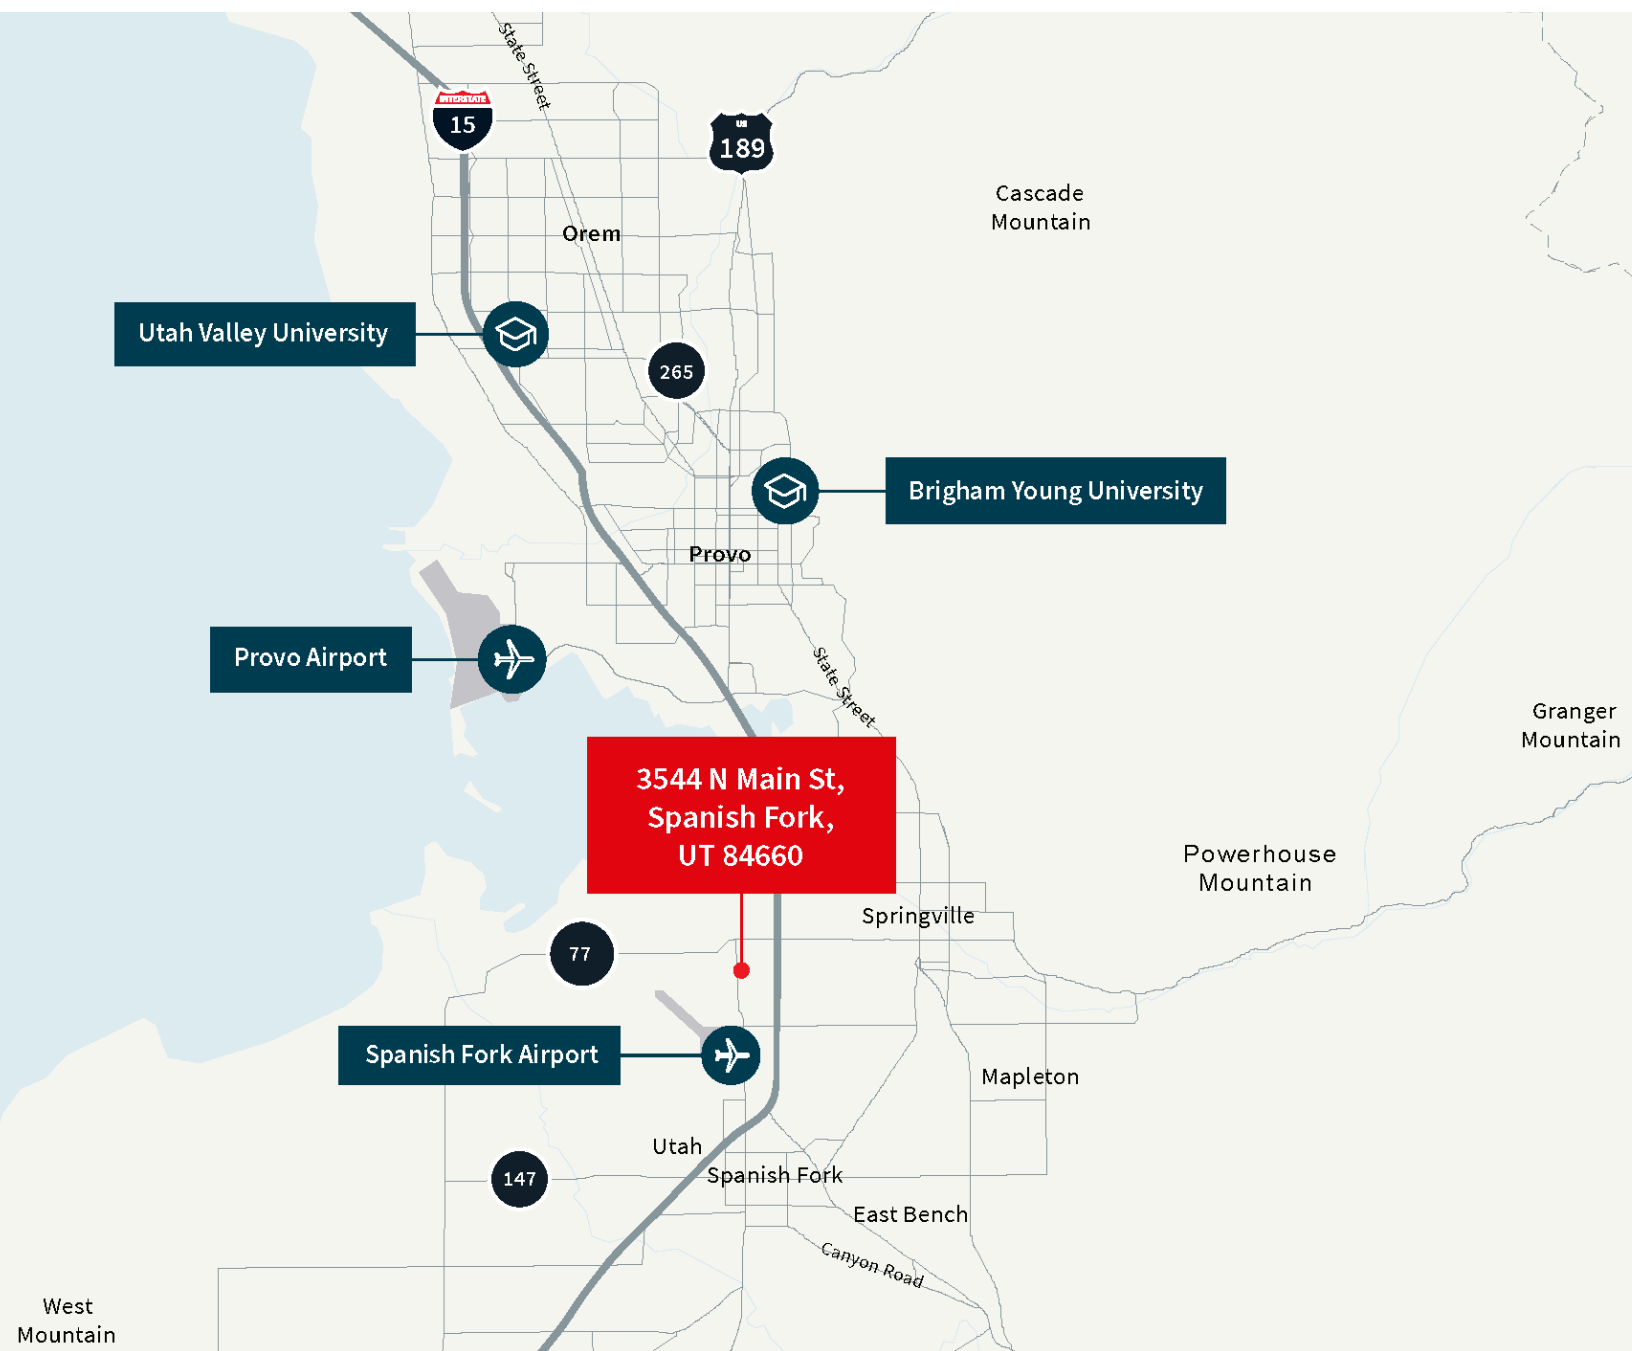 State Street
INTERSTATE
15
US
189
Cascade
Mountain
Orem
Utah Valley University
265
Brigham Young University
Provo
Provo Airport
State Street
Granger
Mountain
3544 N Main St,
Spanish Fork,
UT 84660
Powerhouse
Mountain
Springville
77
Spanish Fork Airport
Mapleton
Utah
147
Spanish Fork
East Bench
Canyon Road
West
Mountain